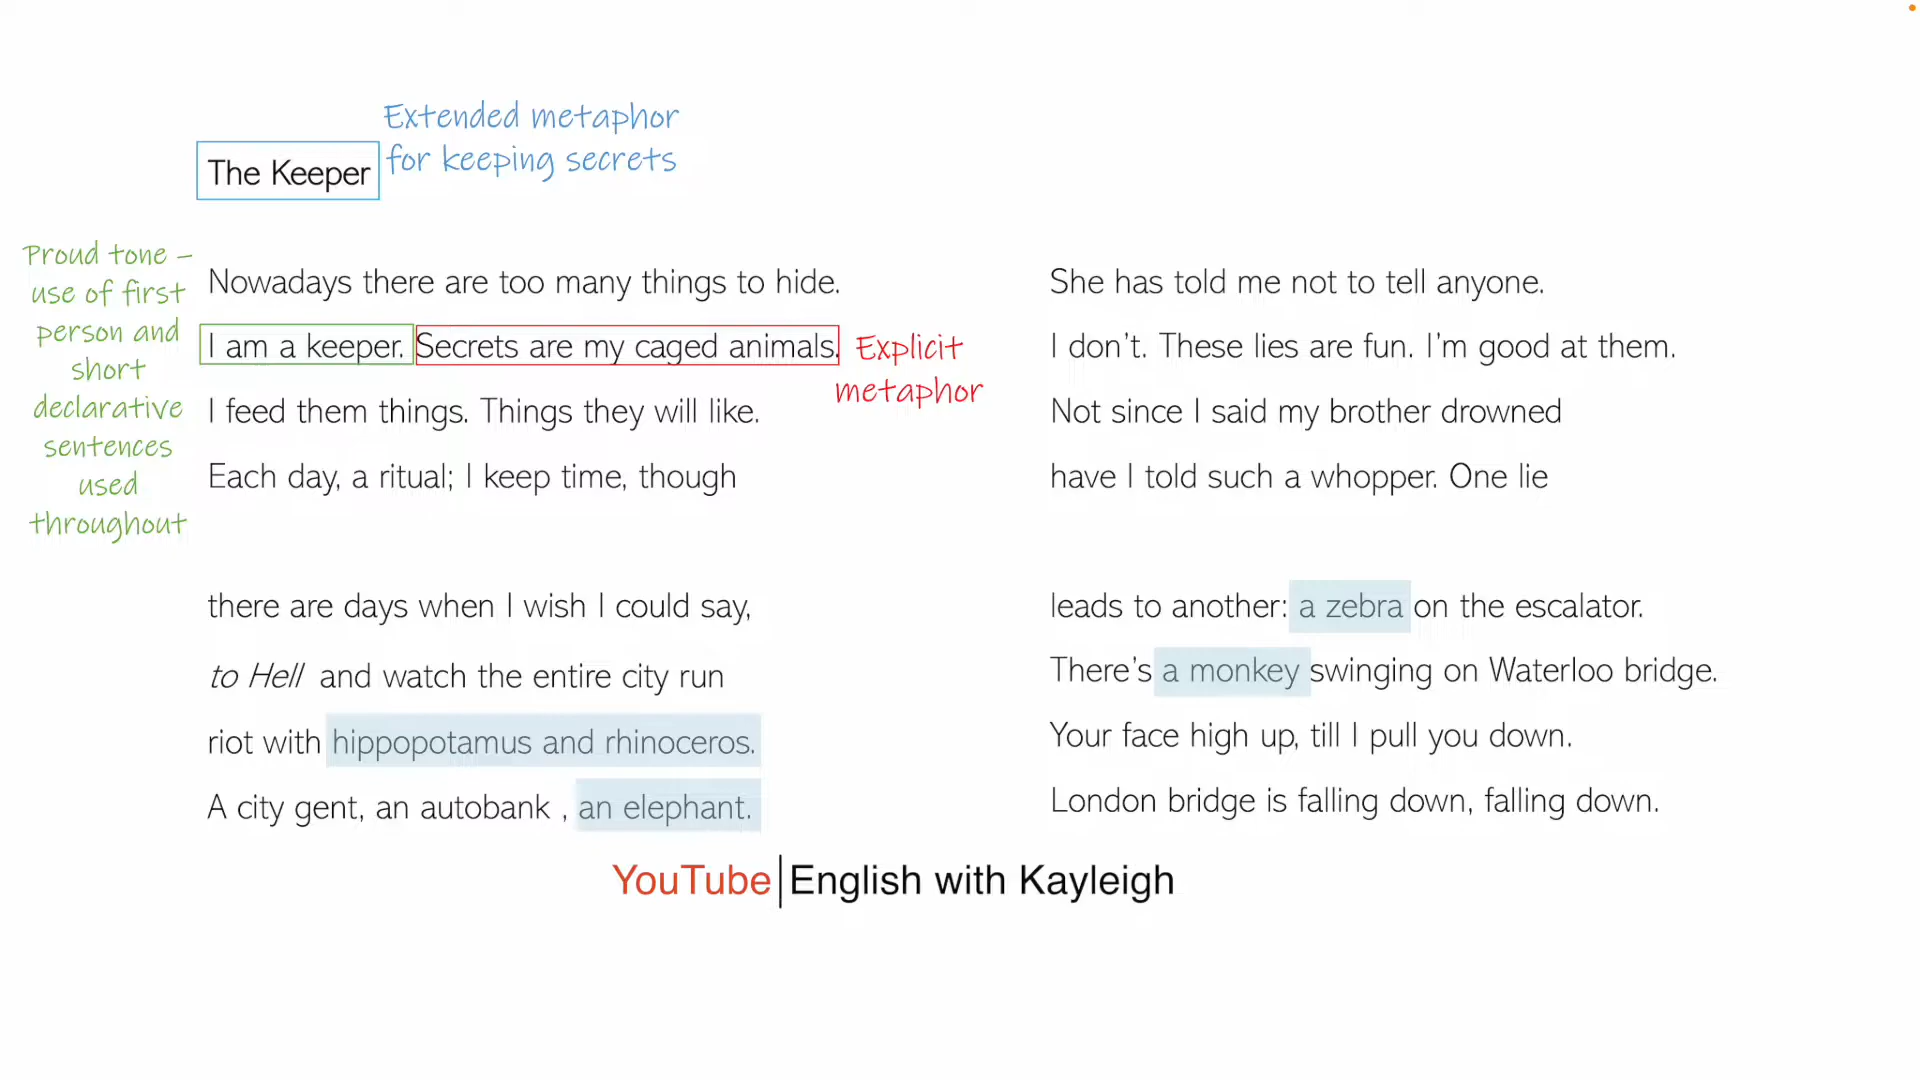 Extended metaphor
for keeping secrets
The Keeper
Proud tone –
use of first
person and
short
declarative
sentences
used
throughout
Nowadays there are too many things to hide.
I am a keeper. Secrets are my caged animals.
I feed them things. Things they will like.
Each day, a ritual; I keep time, though
Explicit
metaphor
there are days when I wish I could say,
to Hell and watch the entire city run
riot with hippopotamus and rhinoceros.
A city gent, an autobank , an elephant.
She has told me not to tell anyone.
I don't. These lies are fun. I'm good at them.
Not since I said my brother drowned
have I told such a whopper. One lie
leads to another: a zebra on the escalator.
There's a monkey swinging on Waterloo bridge.
Your face high up, till I pull you down.
London bridge is falling down, falling down.
YouTube|English with Kayleigh